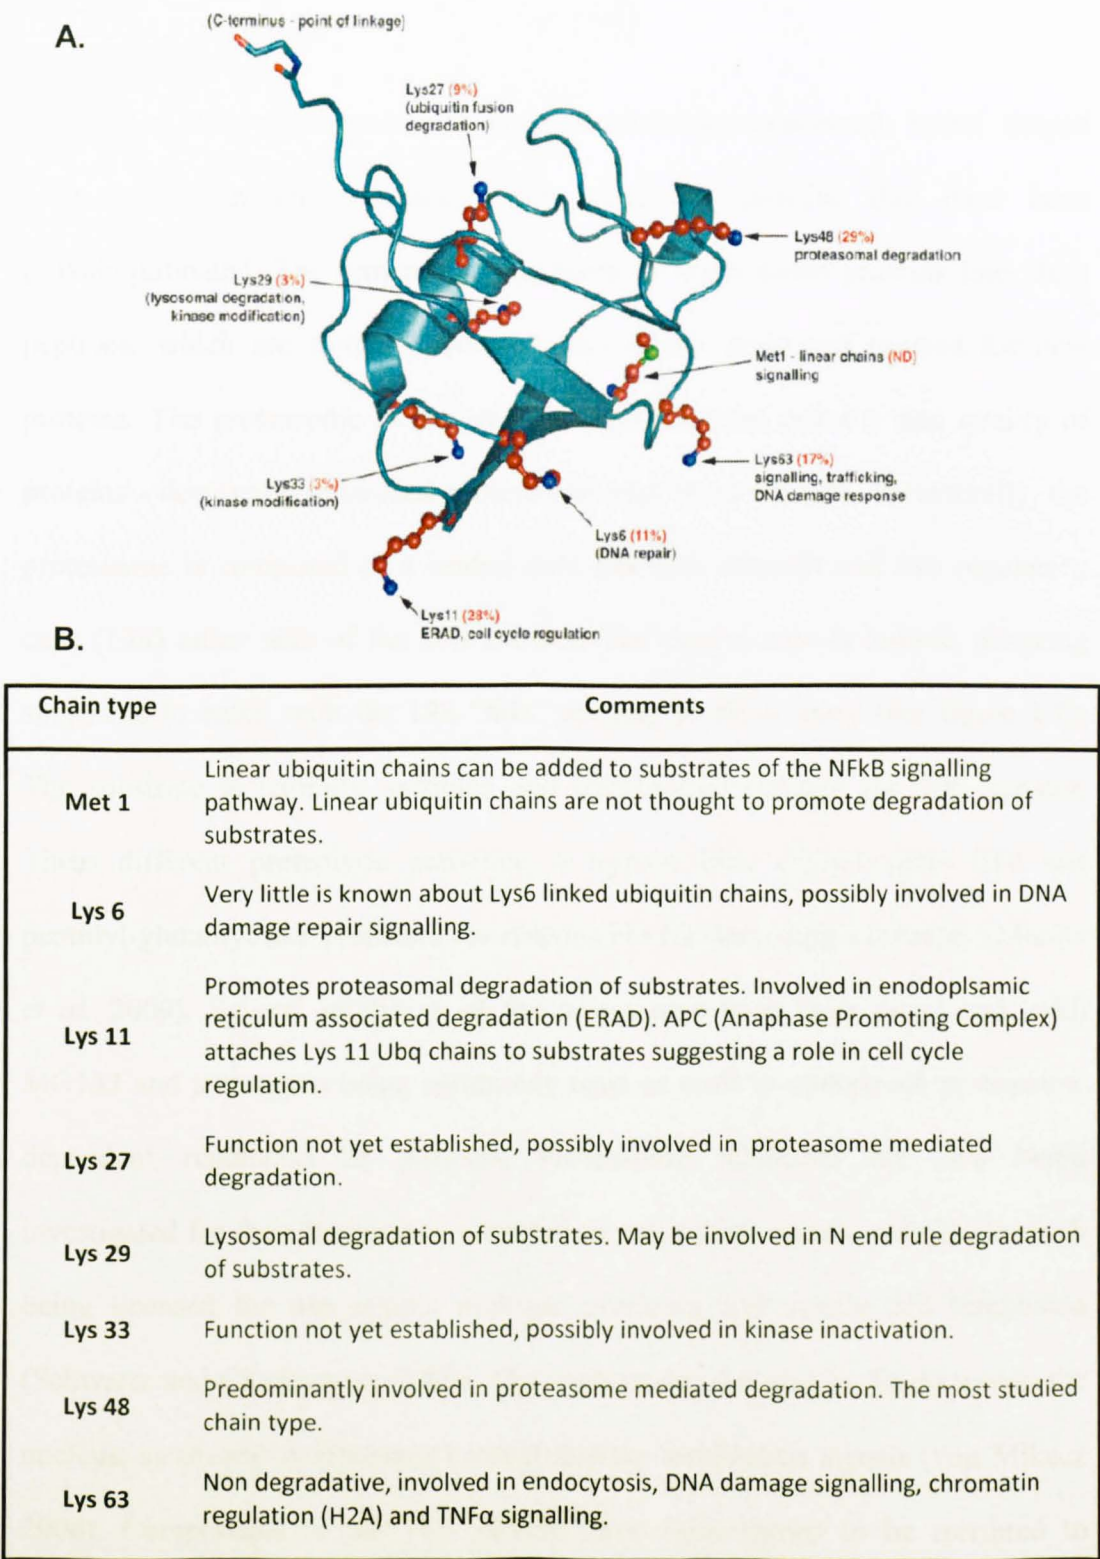 A.
(C-terminus - point of linkage)
Lys27 (9%)
(ubiquitin fusion
degradation)
Lys48 (29%)
proteasomal degradation
Lys29 (3%)
(lysosomal degradation,
kinase modification)
Met1 - linear chains (ND)
signalling
Lys63 (17%)
signalling, trafficking,
DNA damage response
Lys33 (3%)
(kinase modification)
Lys6 (11%)
(DNA repair)
Lys11 (28%)
ERAD, cell cycle regulation
B.
Chain type Comments
Met 1
Linear ubiquitin chains can be added to substrates of the NFkB signalling
pathway. Linear ubiquitin chains are not thought to promote degradation of
substrates.
Lys 6
Very little is known about Lys6 linked ubiquitin chains, possibly involved in DNA
damage repair signalling.
Lys 11
Promotes proteasomal degradation of substrates. Involved in enodoplsamic
reticulum associated degradation (ERAD). APC (Anaphase Promoting Complex)
attaches Lys 11 Ubq chains to substrates suggesting a role in cell cycle
regulation.
Lys 27
Function not yet established, possibly involved in proteasome mediated
degradation.
Lys 29
Lysosomal degradation of substrates. May be involved in N end rule degradation
of substrates.
Lys 33
Function not yet established, possibly involved in kinase inactivation.
Lys 48
Predominantly involved in proteasome mediated degradation. The most studied
chain type.
Lys 63
Non degradative, involved in endocytosis, DNA damage signalling, chromatin
regulation (H2A) and TNFα signalling.